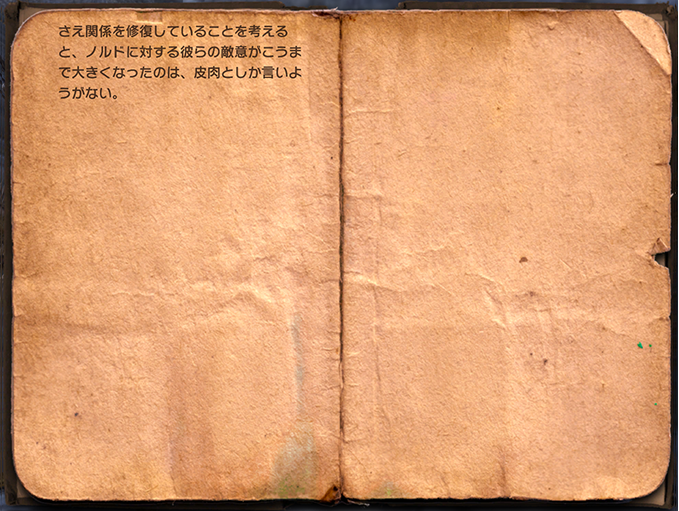 さえ関係を修復していることを考える
と、ノルドに対する彼らの敵意がこうま
で大きくなったのは、皮肉としか言いよ
うがない。